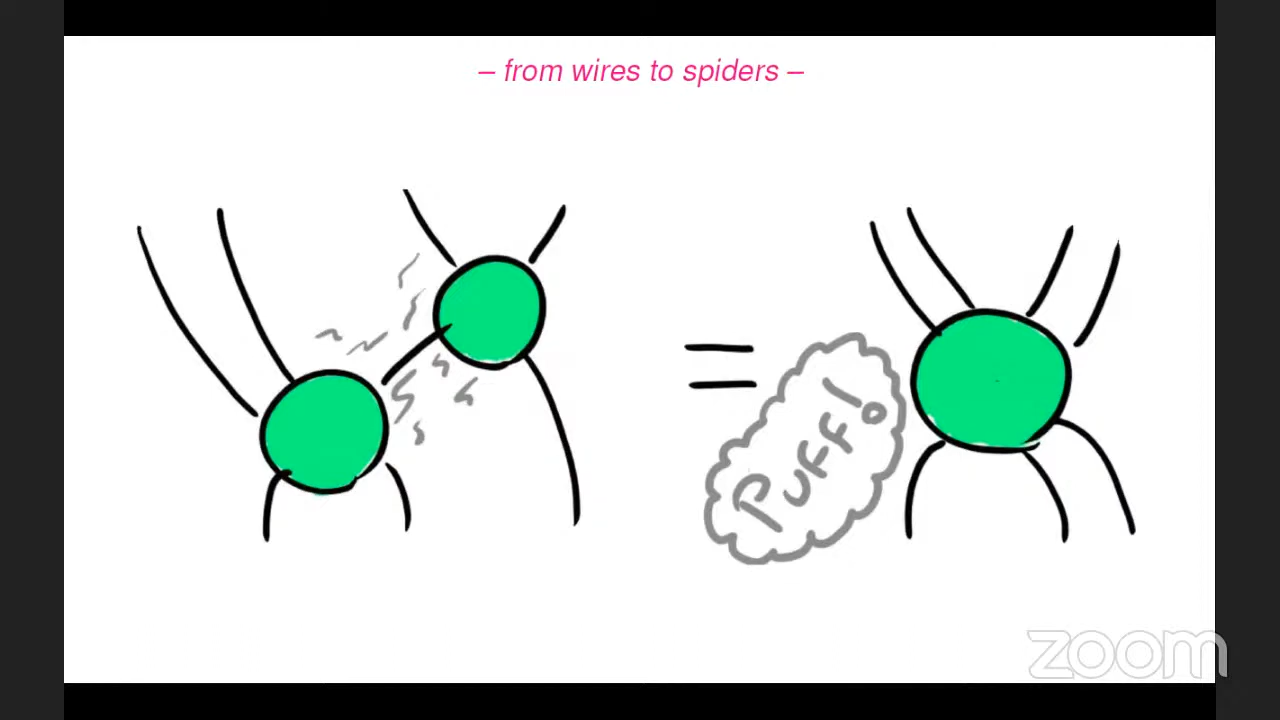 – from wires to spiders –
=
Puff!
zoom